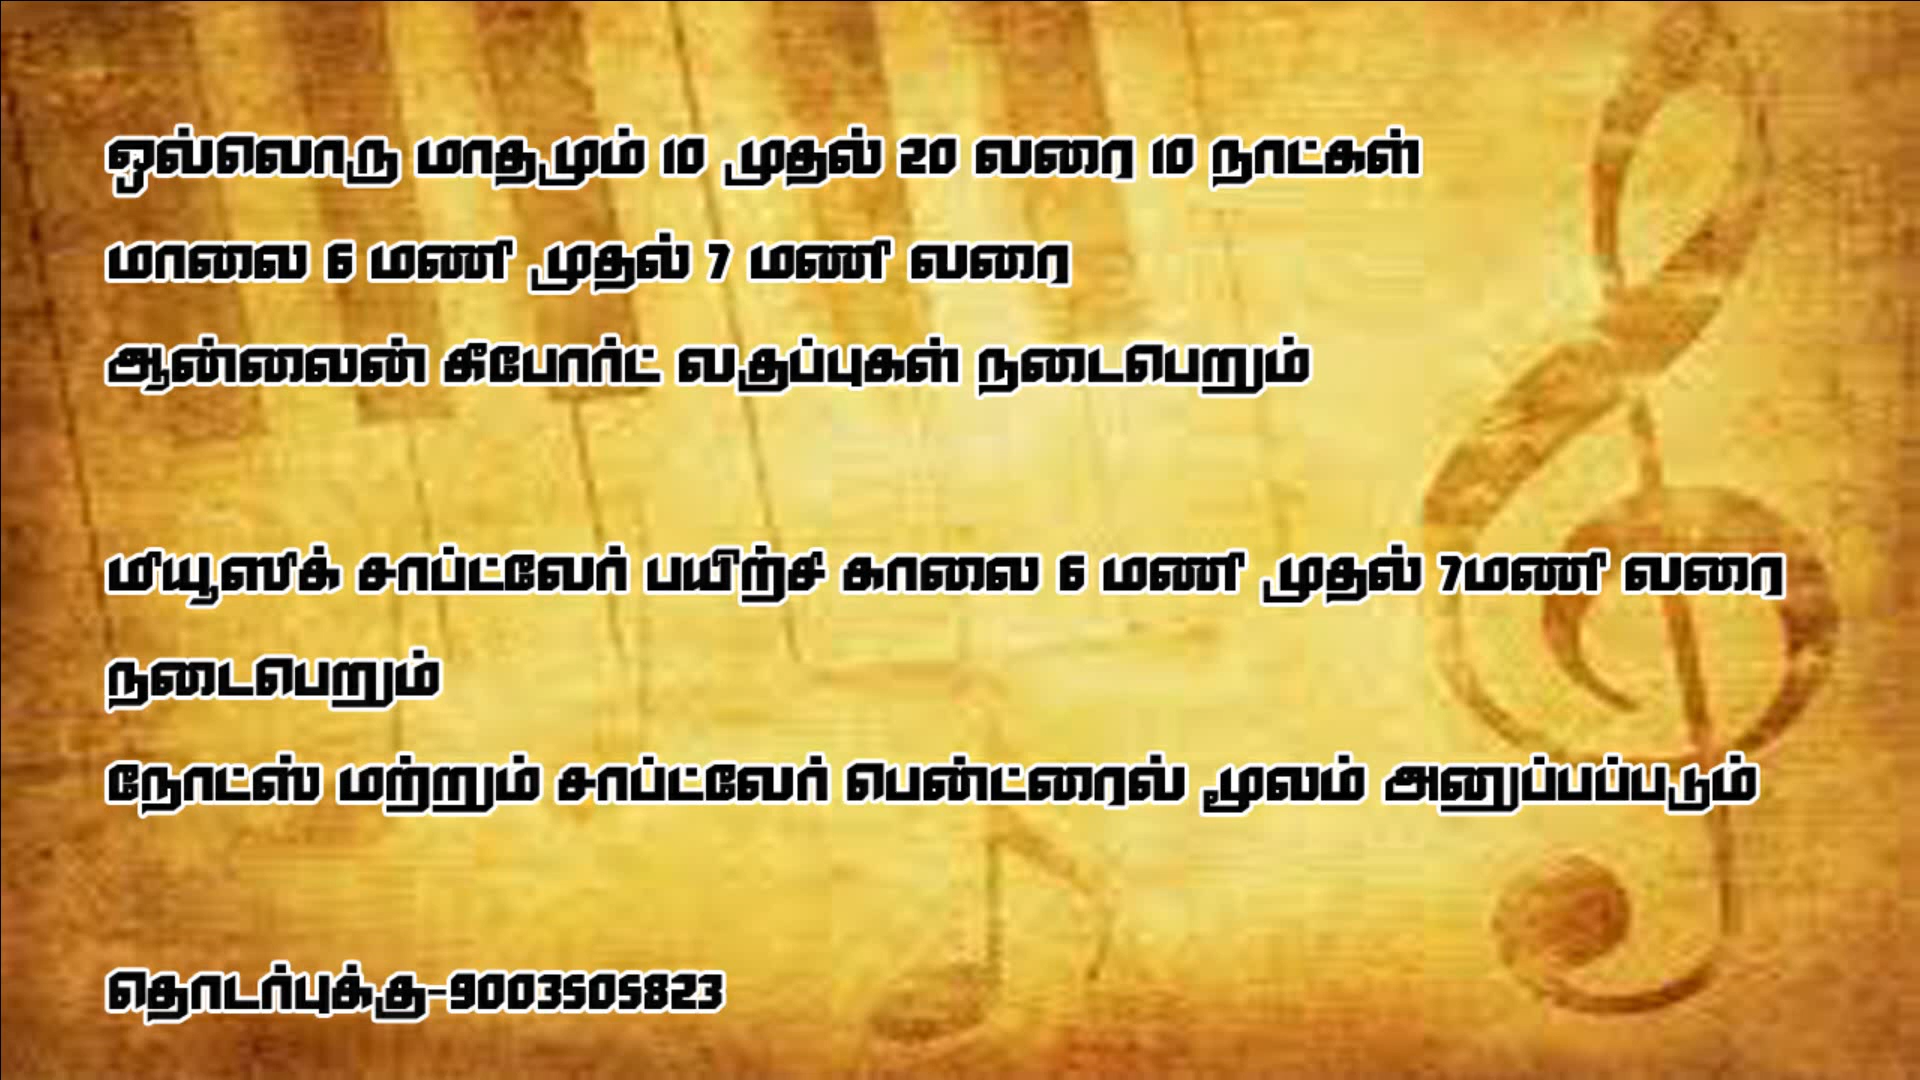 ஒவ்வொரு மாதமும் 10 முதல் 20 வரை 10 நாட்கள்
மாலை 6 மணி முதல் 7 மணி வரை
ஆன்லைன் கீபோர்ட் வகுப்புகள் நடைபெறும்
மியூஸிக் சாப்ட்வேர் பயிற்சி காலை 6 மணி முதல் 7மணி வரை
நடைபெறும்
நோட்ஸ் மற்றும் சாப்ட்வேர் பென்ட்ரைவ் மூலம் அனுப்பப்படும்
தொடர்புக்கு-9003505823